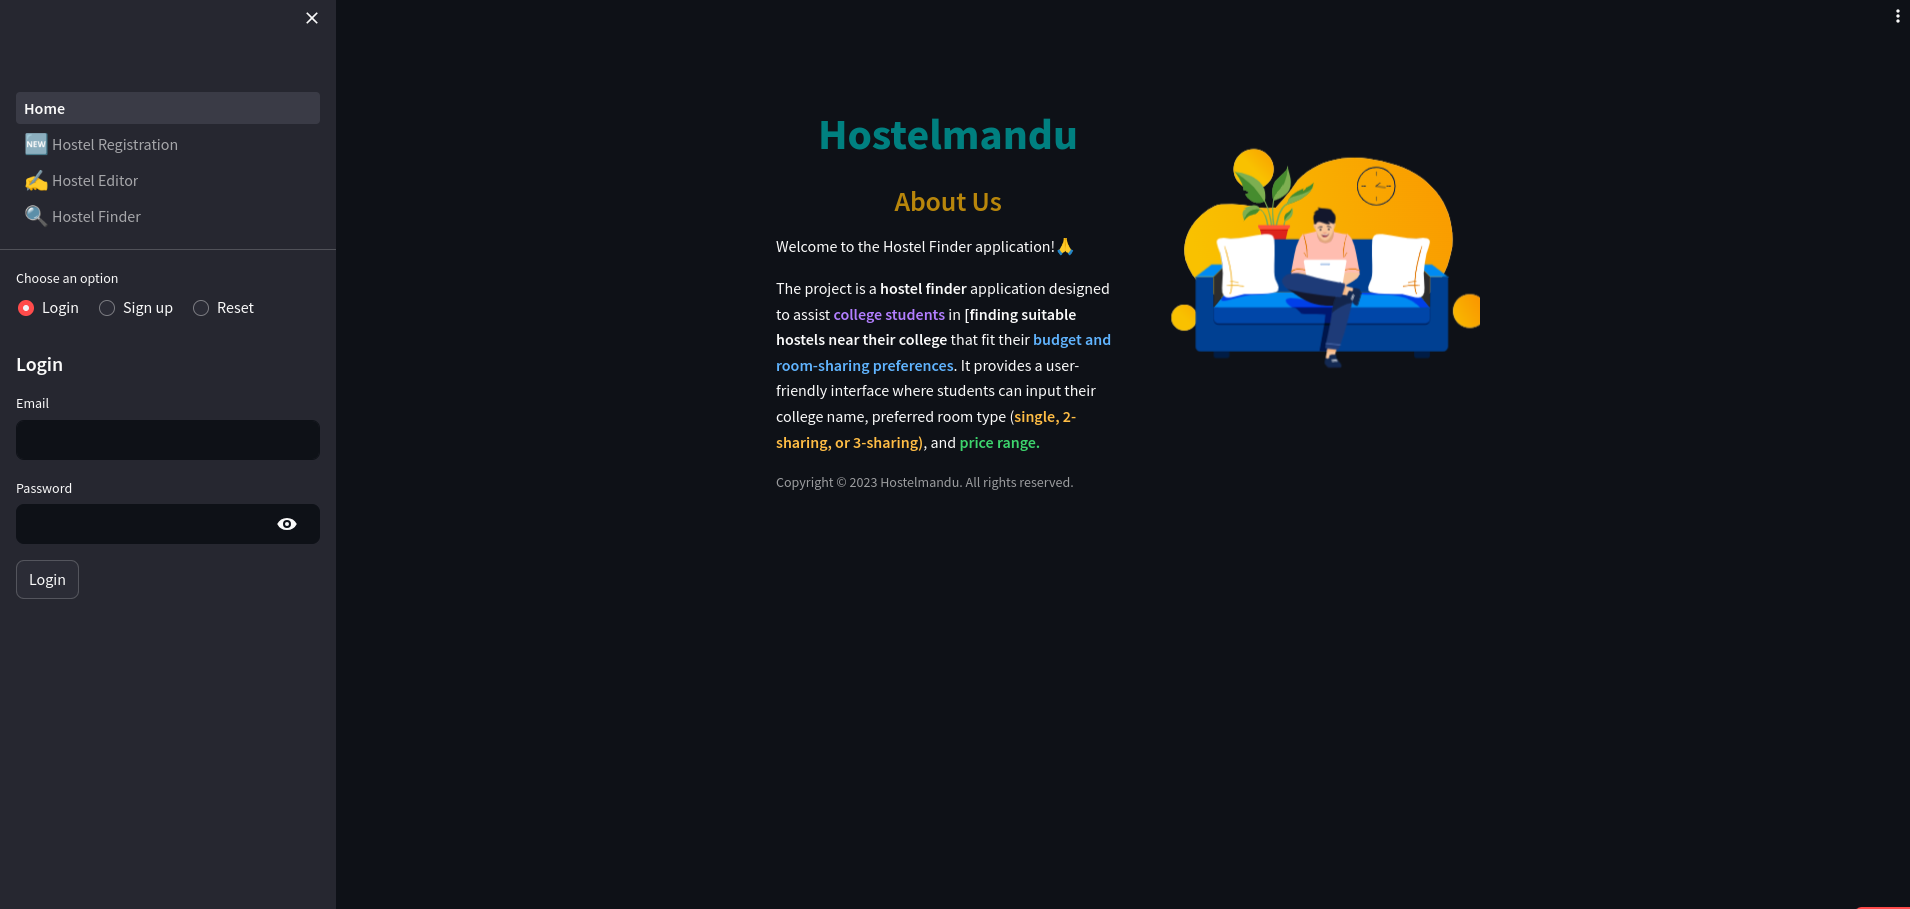 Home
🆕 Hostel Registration
✍️ Hostel Editor
🔍 Hostel Finder
Choose an option
Login Sign up Reset
Login
Email
Password
Login
Hostelmandu
About Us
Welcome to the Hostel Finder application!🙏
The project is a hostel finder application designed
to assist college students in [finding suitable
hostels near their college that fit their budget and
room-sharing preferences. It provides a user-
friendly interface where students can input their
college name, preferred room type (single, 2-
sharing, or 3-sharing), and price range.
Copyright © 2023 Hostelmandu. All rights reserved.